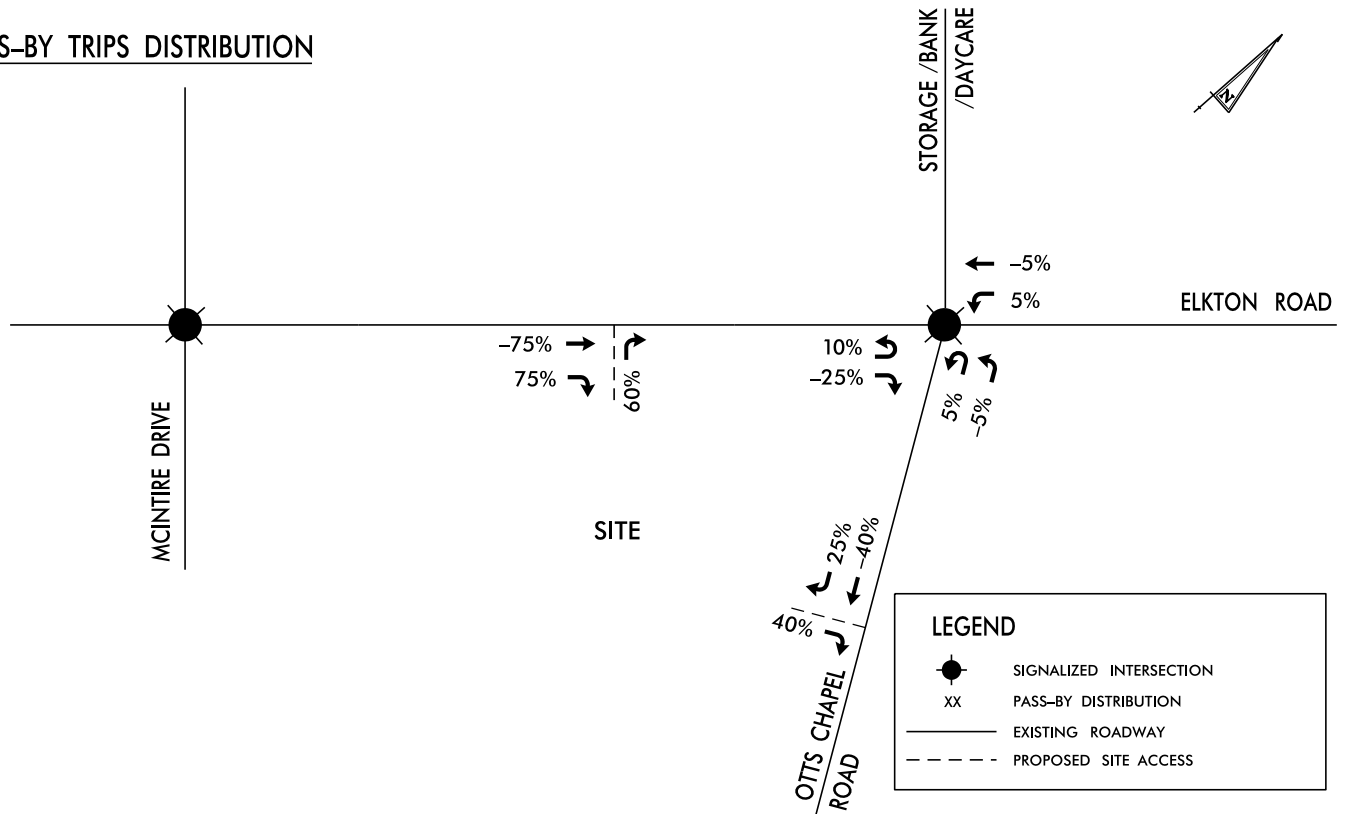 S–BY TRIPS DISTRIBUTION
STORAGE /BANK
/DAYCARE
N
–5%
5%
ELKTON ROAD
–75%
75%
60%
10%
–25%
5%
–5%
MCINTIRE DRIVE
SITE
25%
–40%
40%
OTTS CHAPEL
ROAD
LEGEND
SIGNALIZED INTERSECTION
XX PASS–BY DISTRIBUTION
EXISTING ROADWAY
PROPOSED SITE ACCESS